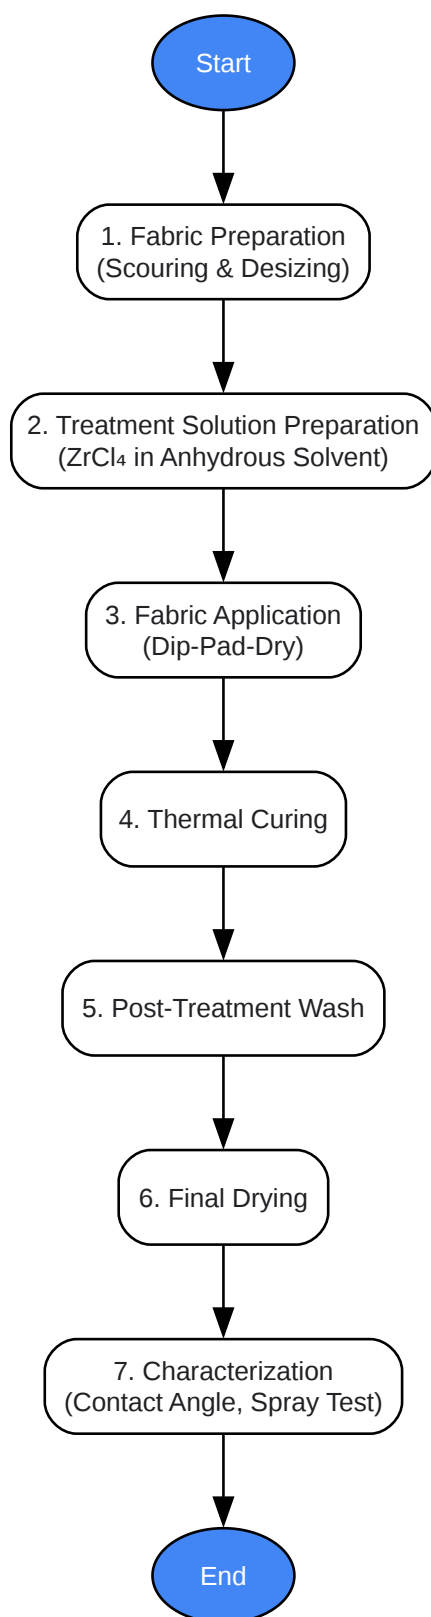 Start
1. Fabric Preparation
(Scouring & Desizing)
2. Treatment Solution Preparation
(ZrCl₄ in Anhydrous Solvent)
3. Fabric Application
(Dip-Pad-Dry)
4. Thermal Curing
5. Post-Treatment Wash
6. Final Drying
7. Characterization
(Contact Angle, Spray Test)
End